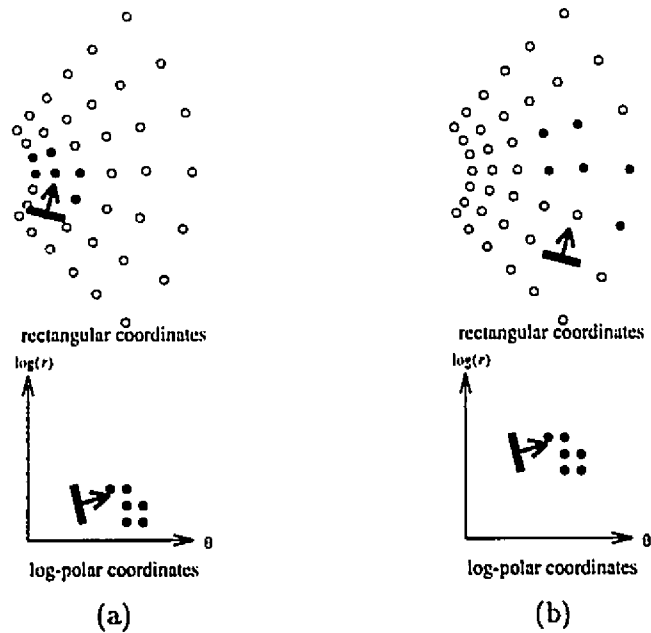 rectangular coordinates
log(r)
θ
log-polar coordinates
(a)
rectangular coordinates
log(r)
θ
log-polar coordinates
(b)